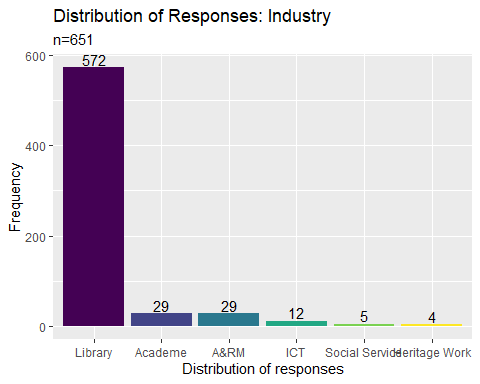 Distribution of Responses: Industry
n=651
572
29
29
12
5
4
600
400
200
0
Frequency
Library
Academe
A&RM
ICT
Social Service
Heritage Work
Distribution of responses